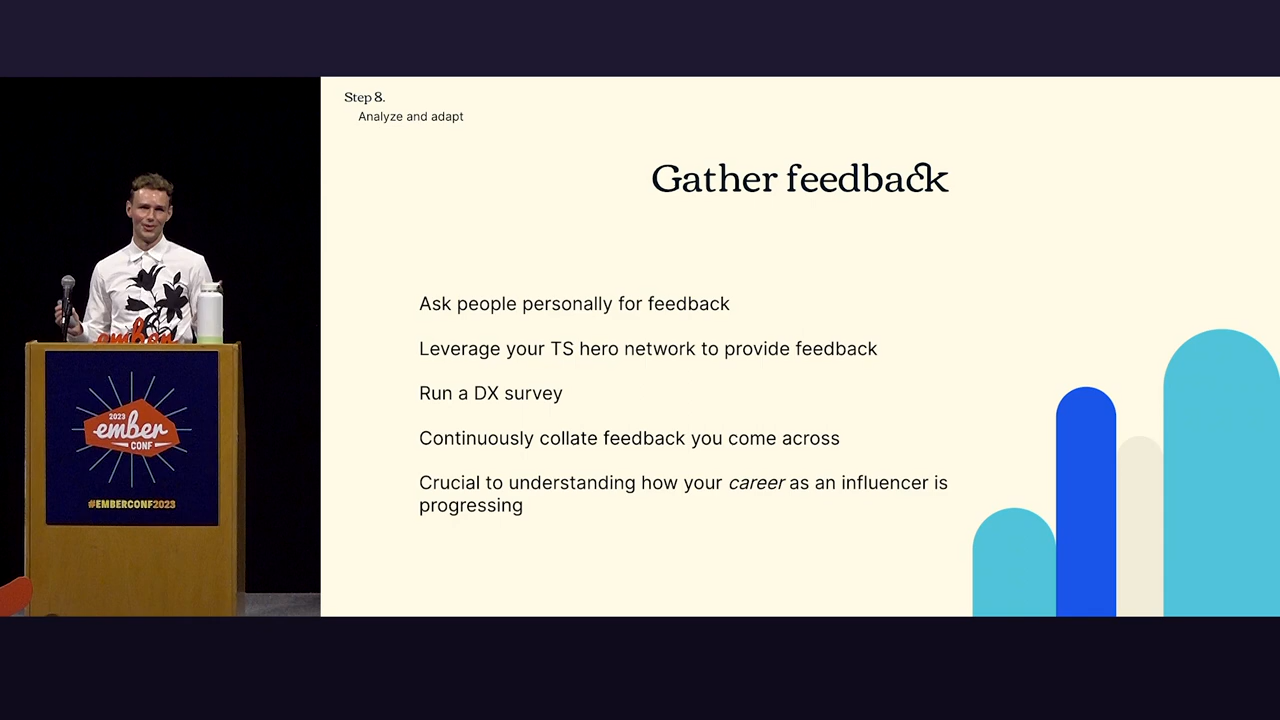 Step 8.
Analyze and adapt
Gather feedback
Ask people personally for feedback
Leverage your TS hero network to provide feedback
Run a DX survey
Continuously collate feedback you come across
Crucial to understanding how your career as an influencer is
progressing
ember
2023
ember
CONF
#EMBERCONF2023